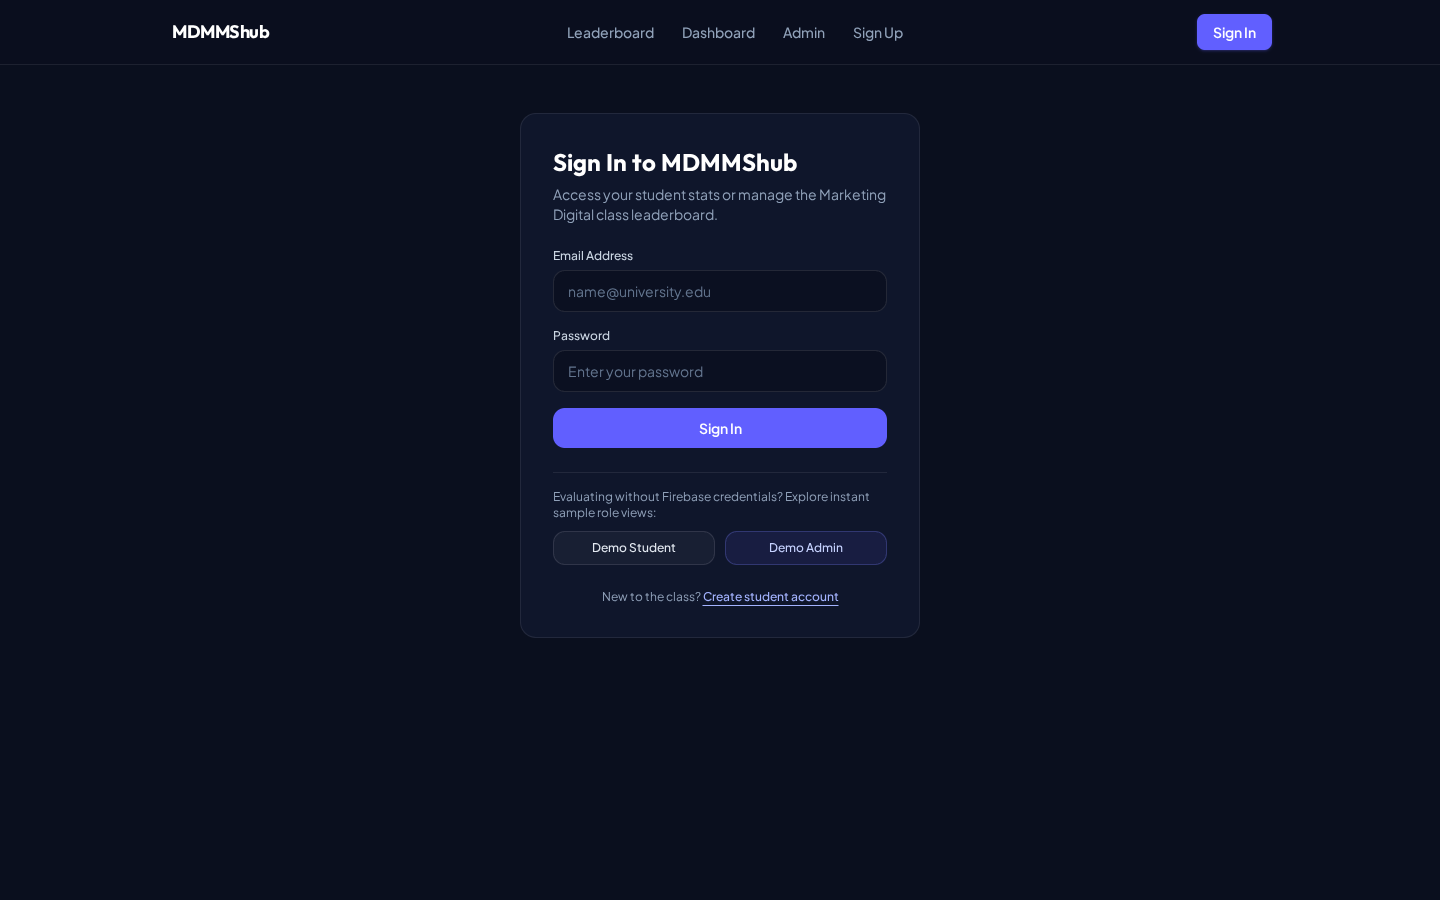 MDMMShub
Leaderboard
Dashboard
Admin
Sign Up
Sign In
Sign In to MDMMShub
Access your student stats or manage the Marketing
Digital class leaderboard.
Email Address
name@university.edu
Password
Enter your password
Sign In
Evaluating without Firebase credentials? Explore instant
sample role views:
Demo Student
Demo Admin
New to the class? Create student account